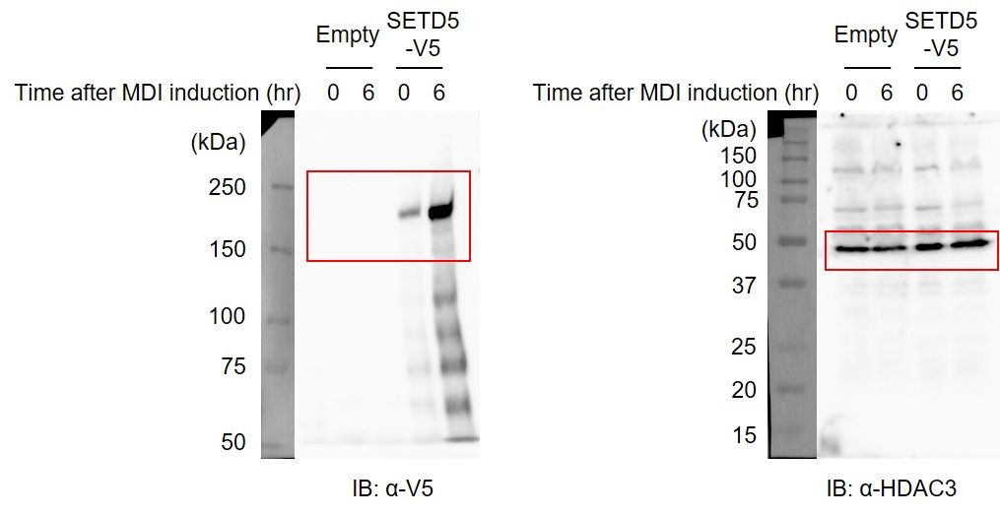 Empty SETD5
-V5
Time after MDI induction (hr) 0 6 0 6
(kDa)
250
150
100
75
50
IB: α-V5
Empty SETD5
-V5
Time after MDI induction (hr) 0 6 0 6
(kDa)
150
100
75
50
37
25
20
15
IB: α-HDAC3